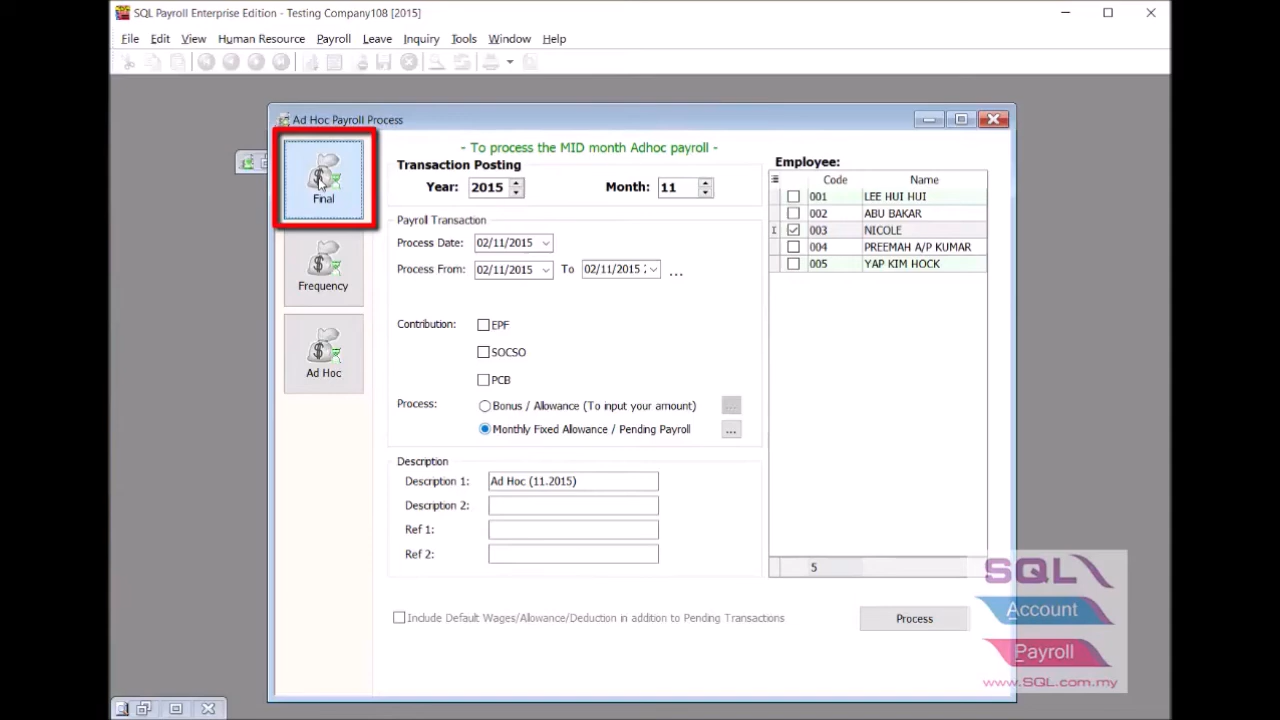 SQL Payroll Enterprise Edition - Testing Company108 [2015]
File Edit View Human Resource Payroll Leave Inquiry Tools Window Help
Ad Hoc Payroll Process
Final
Frequency
Ad Hoc
- To process the MID month Adhoc payroll -
Transaction Posting
Year: 2015 Month: 11
Payroll Transaction
Process Date: 02/11/2015
Process From: 02/11/2015 To 02/11/2015 ...
Contribution: EPF
SOCSO
PCB
Process: Bonus / Allowance (To input your amount) ...
Monthly Fixed Allowance / Pending Payroll ...
Description
Description 1: Ad Hoc (11.2015)
Description 2:
Ref 1:
Ref 2:
Include Default Wages/Allowance/Deduction in addition to Pending Transactions
Employee:
Code Name
001 LEE HUI HUI
002 ABU BAKAR
003 NICOLE
004 PREEMAH A/P KUMAR
005 YAP KIM HOCK
5
Process
SQL
Account
Payroll
www.SQL.com.my